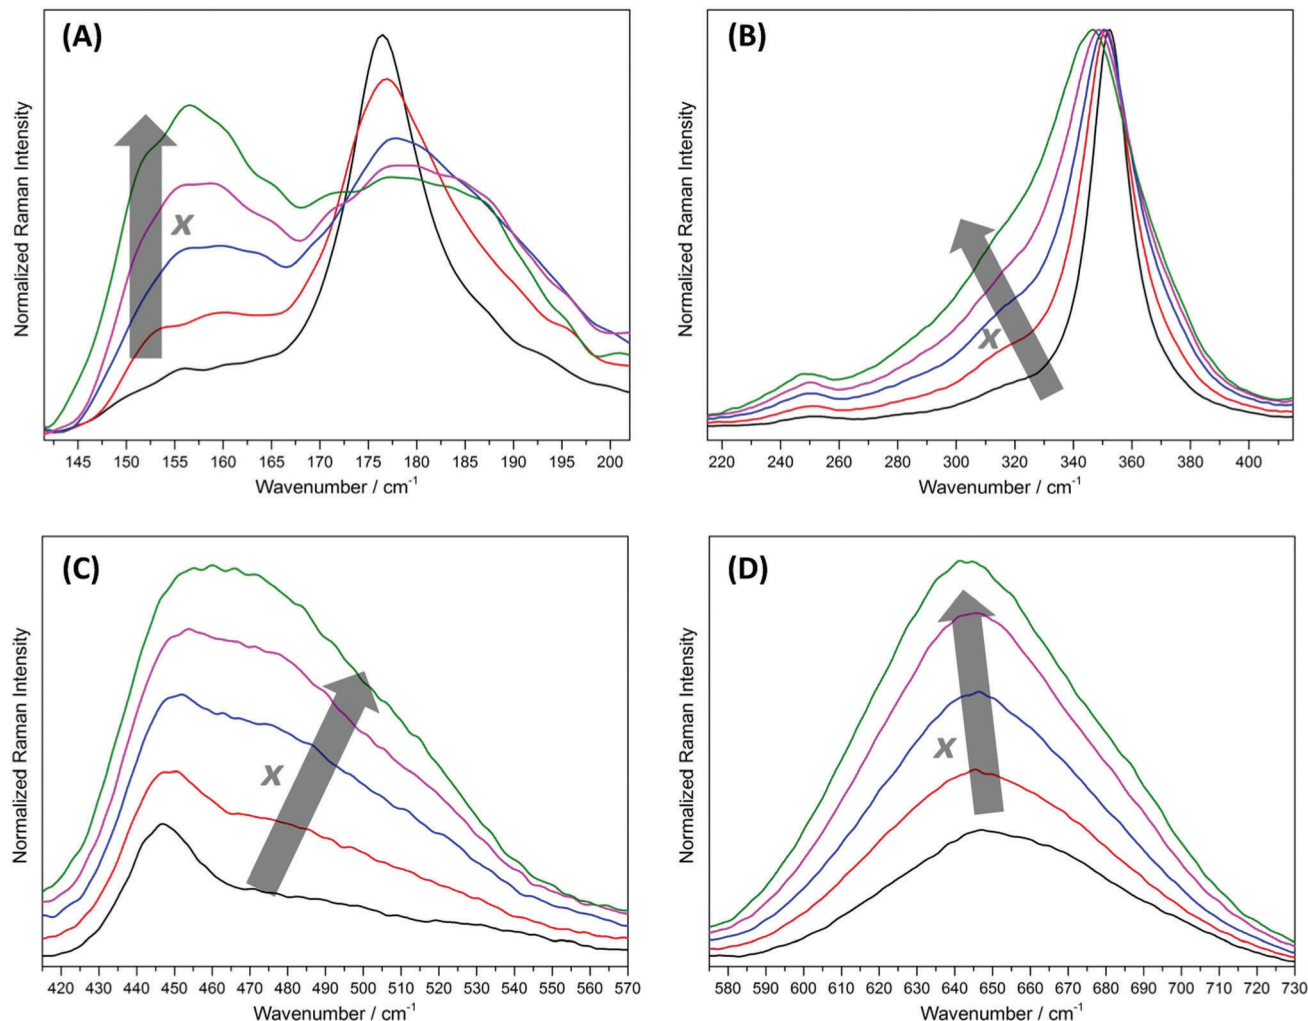 (A)
Normalized Raman Intensity
x
145 150 155 160 165 170 175 180 185 190 195 200
Wavenumber / cm⁻¹
(B)
Normalized Raman Intensity
x
220 240 260 280 300 320 340 360 380 400
Wavenumber / cm⁻¹
(C)
Normalized Raman Intensity
x
420 430 440 450 460 470 480 490 500 510 520 530 540 550 560 570
Wavenumber / cm⁻¹
(D)
Normalized Raman Intensity
x
580 590 600 610 620 630 640 650 660 670 680 690 700 710 720 730
Wavenumber / cm⁻¹